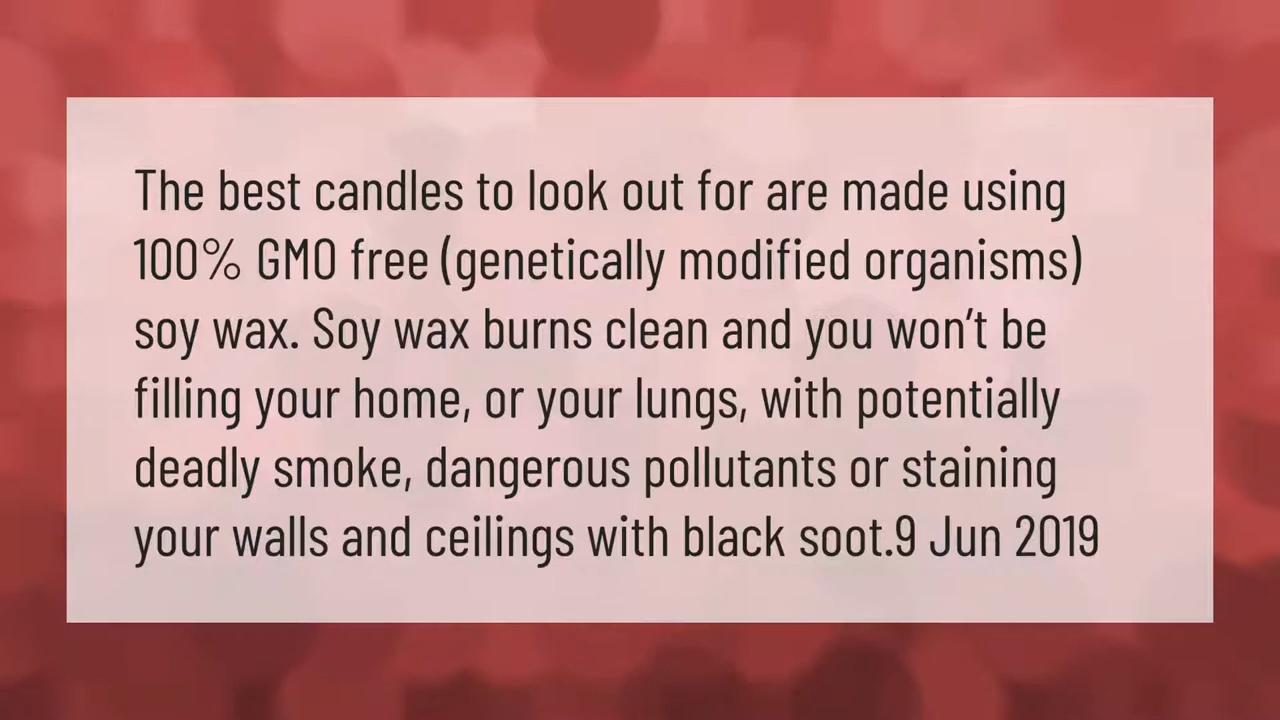 The best candles to look out for are made using
100% GMO free (genetically modified organisms)
soy wax. Soy wax burns clean and you won’t be
filling your home, or your lungs, with potentially
deadly smoke, dangerous pollutants or staining
your walls and ceilings with black soot.9 Jun 2019